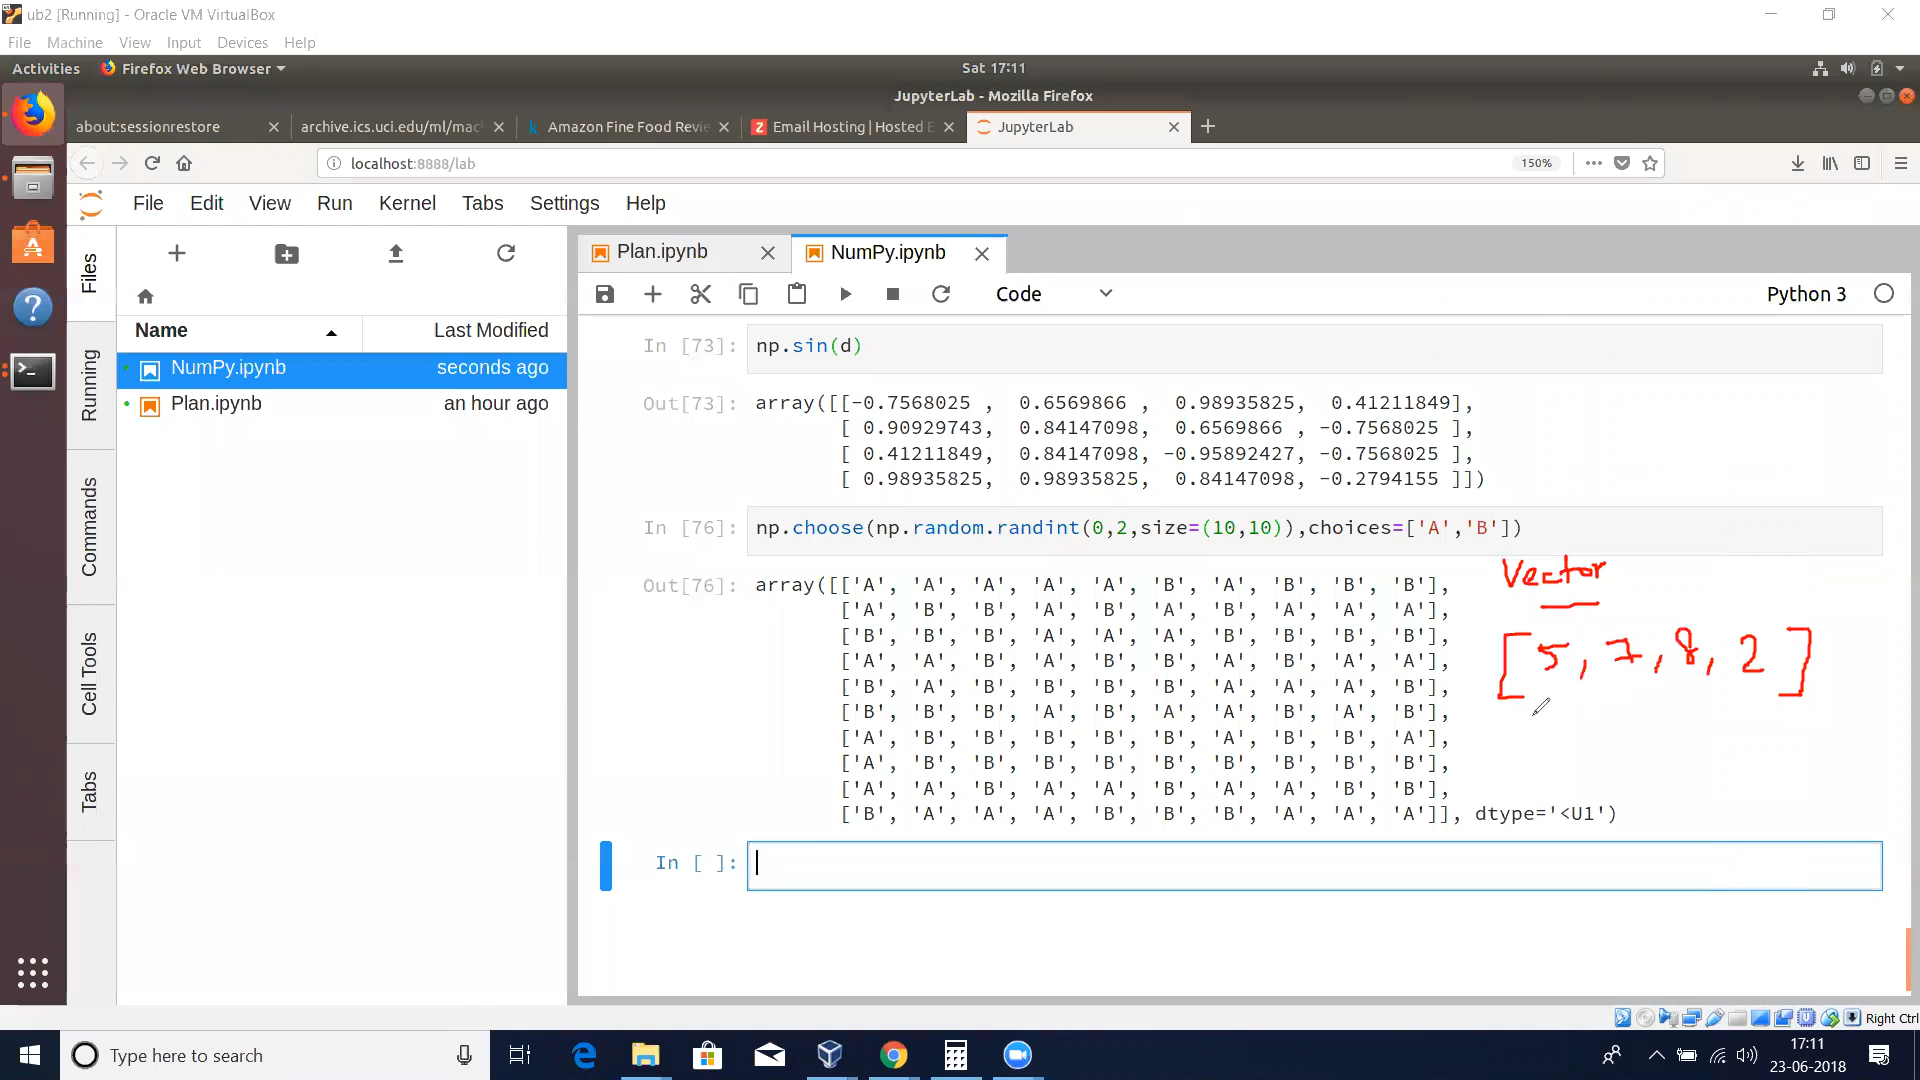 ub2 [Running] - Oracle VM VirtualBox
File Machine View Input Devices Help
Activities Firefox Web Browser Sat 17:11
JupyterLab - Mozilla Firefox
about:sessionrestore archive.ics.uci.edu/ml/mac Amazon Fine Food Revie Email Hosting | Hosted E JupyterLab
localhost:8888/lab 150%
File Edit View Run Kernel Tabs Settings Help
Files Running Commands Cell Tools Tabs
Name Last Modified
NumPy.ipynb seconds ago
Plan.ipynb an hour ago
Plan.ipynb NumPy.ipynb
Code Python 3
In [73]: np.sin(d)
Out[73]: array([[-0.7568025 , 0.6569866 , 0.98935825, 0.41211849],
[ 0.90929743, 0.84147098, 0.6569866 , -0.7568025 ],
[ 0.41211849, 0.84147098, -0.95892427, -0.7568025 ],
[ 0.98935825, 0.98935825, 0.84147098, -0.2794155 ]])
In [76]: np.choose(np.random.randint(0,2,size=(10,10)),choices=['A','B'])
Out[76]: array([['A', 'A', 'A', 'A', 'A', 'B', 'A', 'B', 'B', 'B'],
['A', 'B', 'B', 'A', 'B', 'A', 'B', 'A', 'A', 'A'],
['B', 'B', 'B', 'A', 'A', 'A', 'B', 'B', 'B', 'B'],
['A', 'A', 'B', 'A', 'B', 'B', 'A', 'B', 'A', 'A'],
['B', 'A', 'B', 'B', 'B', 'B', 'A', 'A', 'A', 'B'],
['B', 'B', 'B', 'A', 'B', 'A', 'A', 'B', 'A', 'B'],
['A', 'B', 'B', 'B', 'B', 'B', 'A', 'B', 'B', 'A'],
['A', 'B', 'B', 'B', 'B', 'B', 'B', 'B', 'B', 'B'],
['A', 'A', 'B', 'A', 'A', 'B', 'A', 'A', 'B', 'B'],
['B', 'A', 'A', 'A', 'B', 'B', 'B', 'A', 'A', 'A']], dtype='<U1')
Vector
[5, 7, 8, 2 ]
In [ ]:
Right Ctrl
Type here to search
17:11
23-06-2018